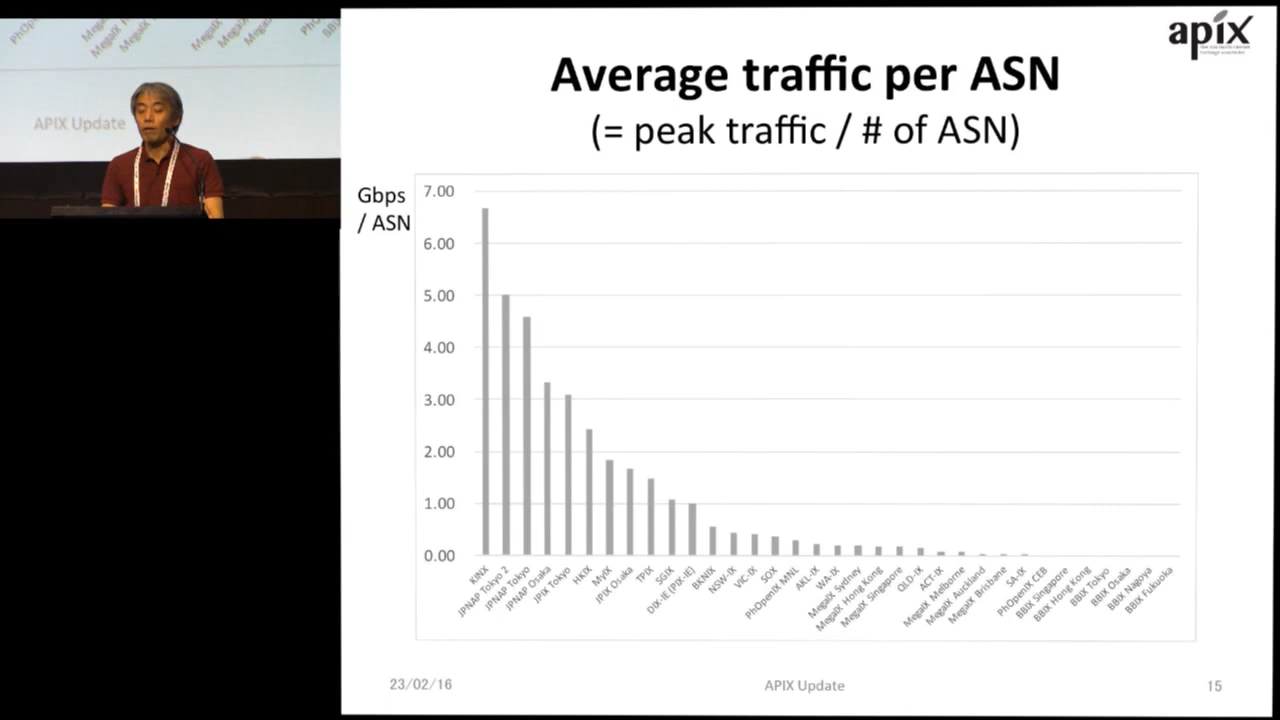 APIX Update
apix
Average traffic per ASN
(= peak traffic / # of ASN)
Gbps
/ ASN
7.00
6.00
5.00
4.00
3.00
2.00
1.00
0.00
KINX
JPNAP Tokyo 2
JPNAP Tokyo
JPNAP Osaka
JPIX Tokyo
HKIX
MyIX
JPIX Osaka
TPIX
SGIX
DIX-IE (PIX-IE)
BKNIX
NSW-IX
VIC-IX
SOX
PhOpenIX MNL
AKL-IX
WA-IX
MegaIX Sydney
MegaIX Hong Kong
MegaIX Singapore
QLD-IX
ACT-IX
MegaIX Melborne
MegaIX Auckland
MegaIX Brisbane
SA-IX
PhOpenIX CEB
BBIX Singapore
BBIX Hong Kong
BBIX Tokyo
BBIX Osaka
BBIX Nagoya
BBIX Fukuoka
23/02/16
APIX Update
15